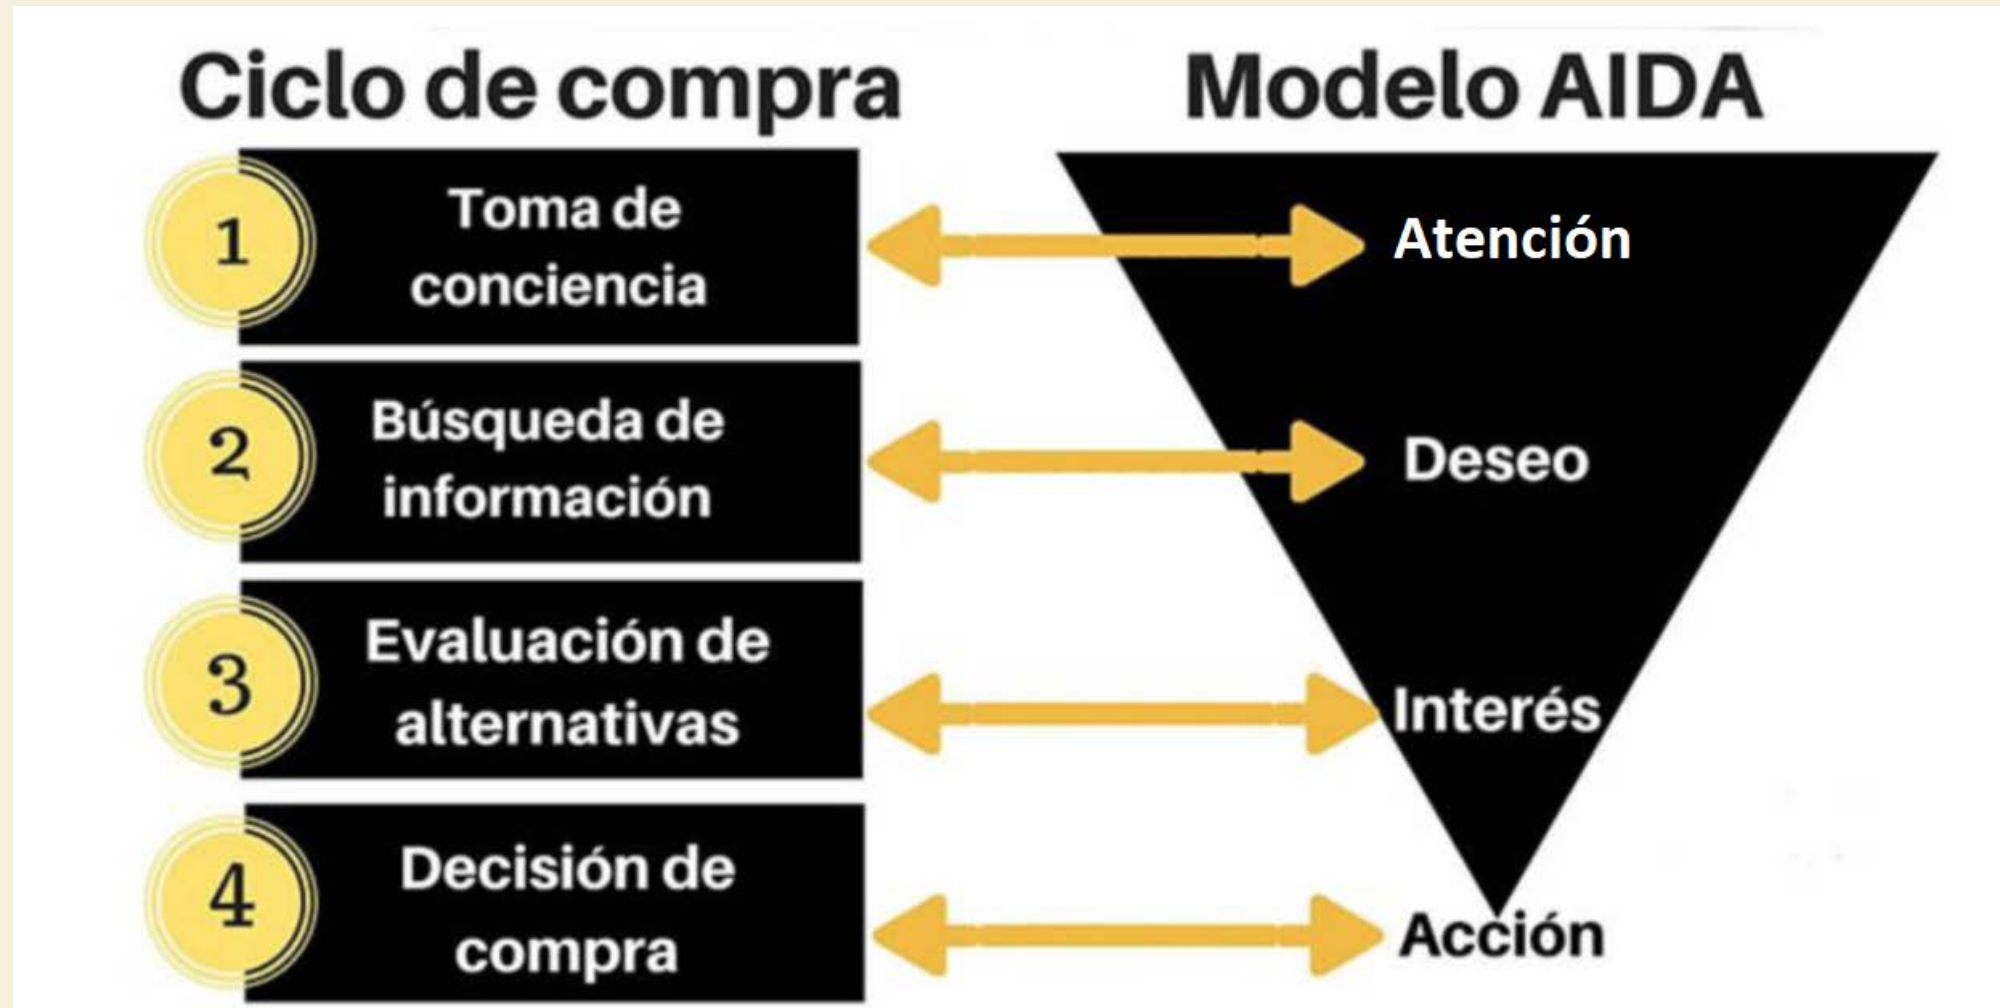 Ciclo de compra
Modelo AIDA
1
Toma de
conciencia
Atención
2
Búsqueda de
información
Deseo
3
Evaluación de
alternativas
Interés
4
Decisión de
compra
Acción